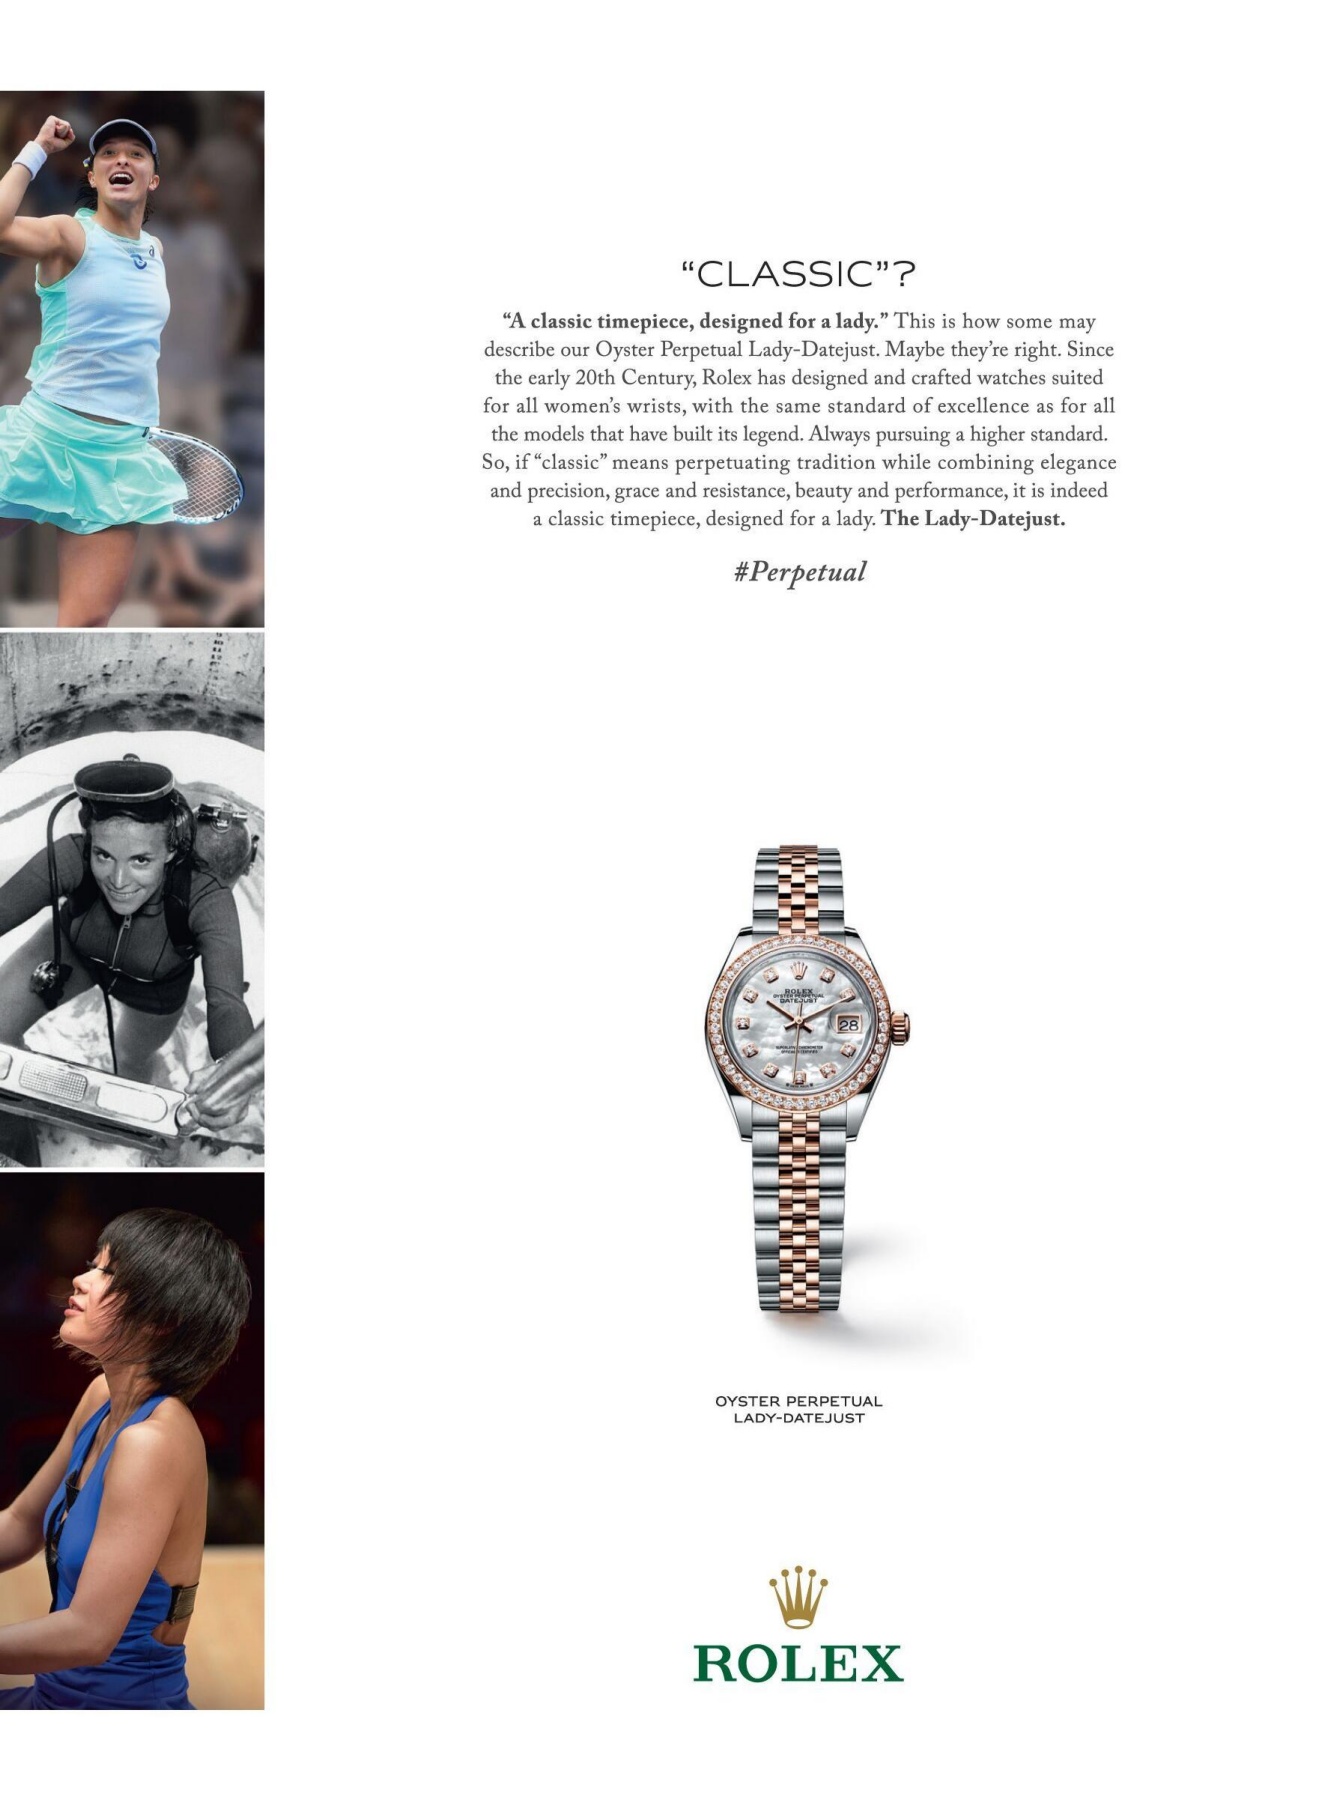 “CLASSIC”?
“A classic timepiece, designed for a lady.” This is how some may
describe our Oyster Perpetual Lady-Datejust. Maybe they’re right. Since
the early 20th Century, Rolex has designed and crafted watches suited
for all women’s wrists, with the same standard of excellence as for all
the models that have built its legend. Always pursuing a higher standard.
So, if “classic” means perpetuating tradition while combining elegance
and precision, grace and resistance, beauty and performance, it is indeed
a classic timepiece, designed for a lady. The Lady-Datejust.
#Perpetual
ROLEX
OYSTER PERPETUAL
DATEJUST
28
SUPERLATIVE CHRONOMETER
OFFICIALLY CERTIFIED
OYSTER PERPETUAL
LADY-DATEJUST
ROLEX